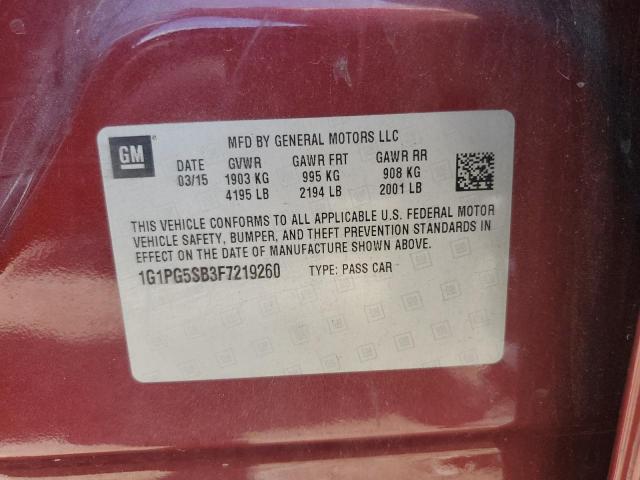 GM
MFD BY GENERAL MOTORS LLC
DATE GVWR GAWR FRT GAWR RR
03/15 1903 KG 995 KG 908 KG
4195 LB 2194 LB 2001 LB
THIS VEHICLE CONFORMS TO ALL APPLICABLE U.S. FEDERAL MOTOR
VEHICLE SAFETY, BUMPER, AND THEFT PREVENTION STANDARDS IN
EFFECT ON THE DATE OF MANUFACTURE SHOWN ABOVE.
1G1PG5SB3F7219260 TYPE: PASS CAR